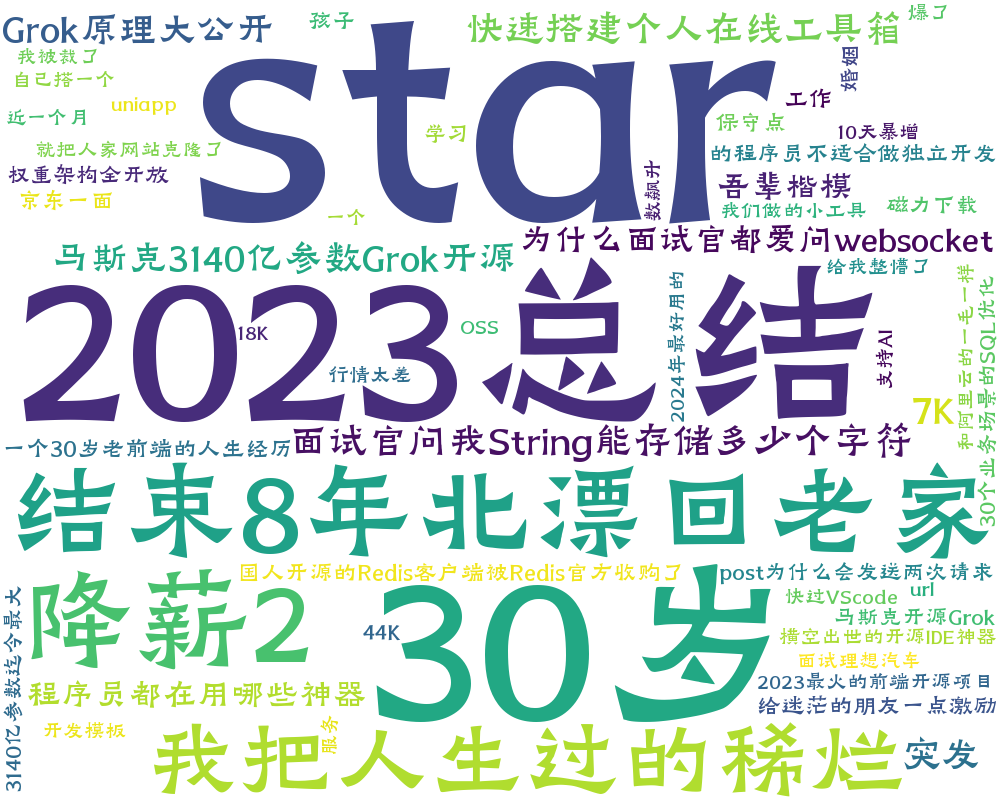 Grok原理大公开
孩子
快速搭建个人在线工具箱
爆了
我被裁了
star
婚姻
自己搭一个
uniapp
工作
近一个月
学习
保守点
10天暴增
就把人家网站克隆了
的程序员不适合做独立开发
权重架构全开放
数飙升
吾辈楷模
京东一面
一个
我们做的小工具
磁力下载
为什么面试官都爱问websocket
马斯克3140亿参数Grok开源
给我整懵了
2023总结
18K
OSS
行情太差
2024年最好用的
支持AI
和阿里云的一毛一样
30个业务场景的SQL优化
7K
一个30岁老前端的人生经历
面试官问我String能存储多少个字符
结束8年北漂回老家
国人开源的Redis客户端被Redis官方收购了
post为什么会发送两次请求
降薪2
30岁
快过VScode
url
3140亿参数迄今最大
44K
马斯克开源Grok
横空出世的开源IDE神器
面试理想汽车
程序员都在用哪些神器
2023最火的前端开源项目
给迷茫的朋友一点激励
开发模板
服务
我把人生过的稀烂
突发